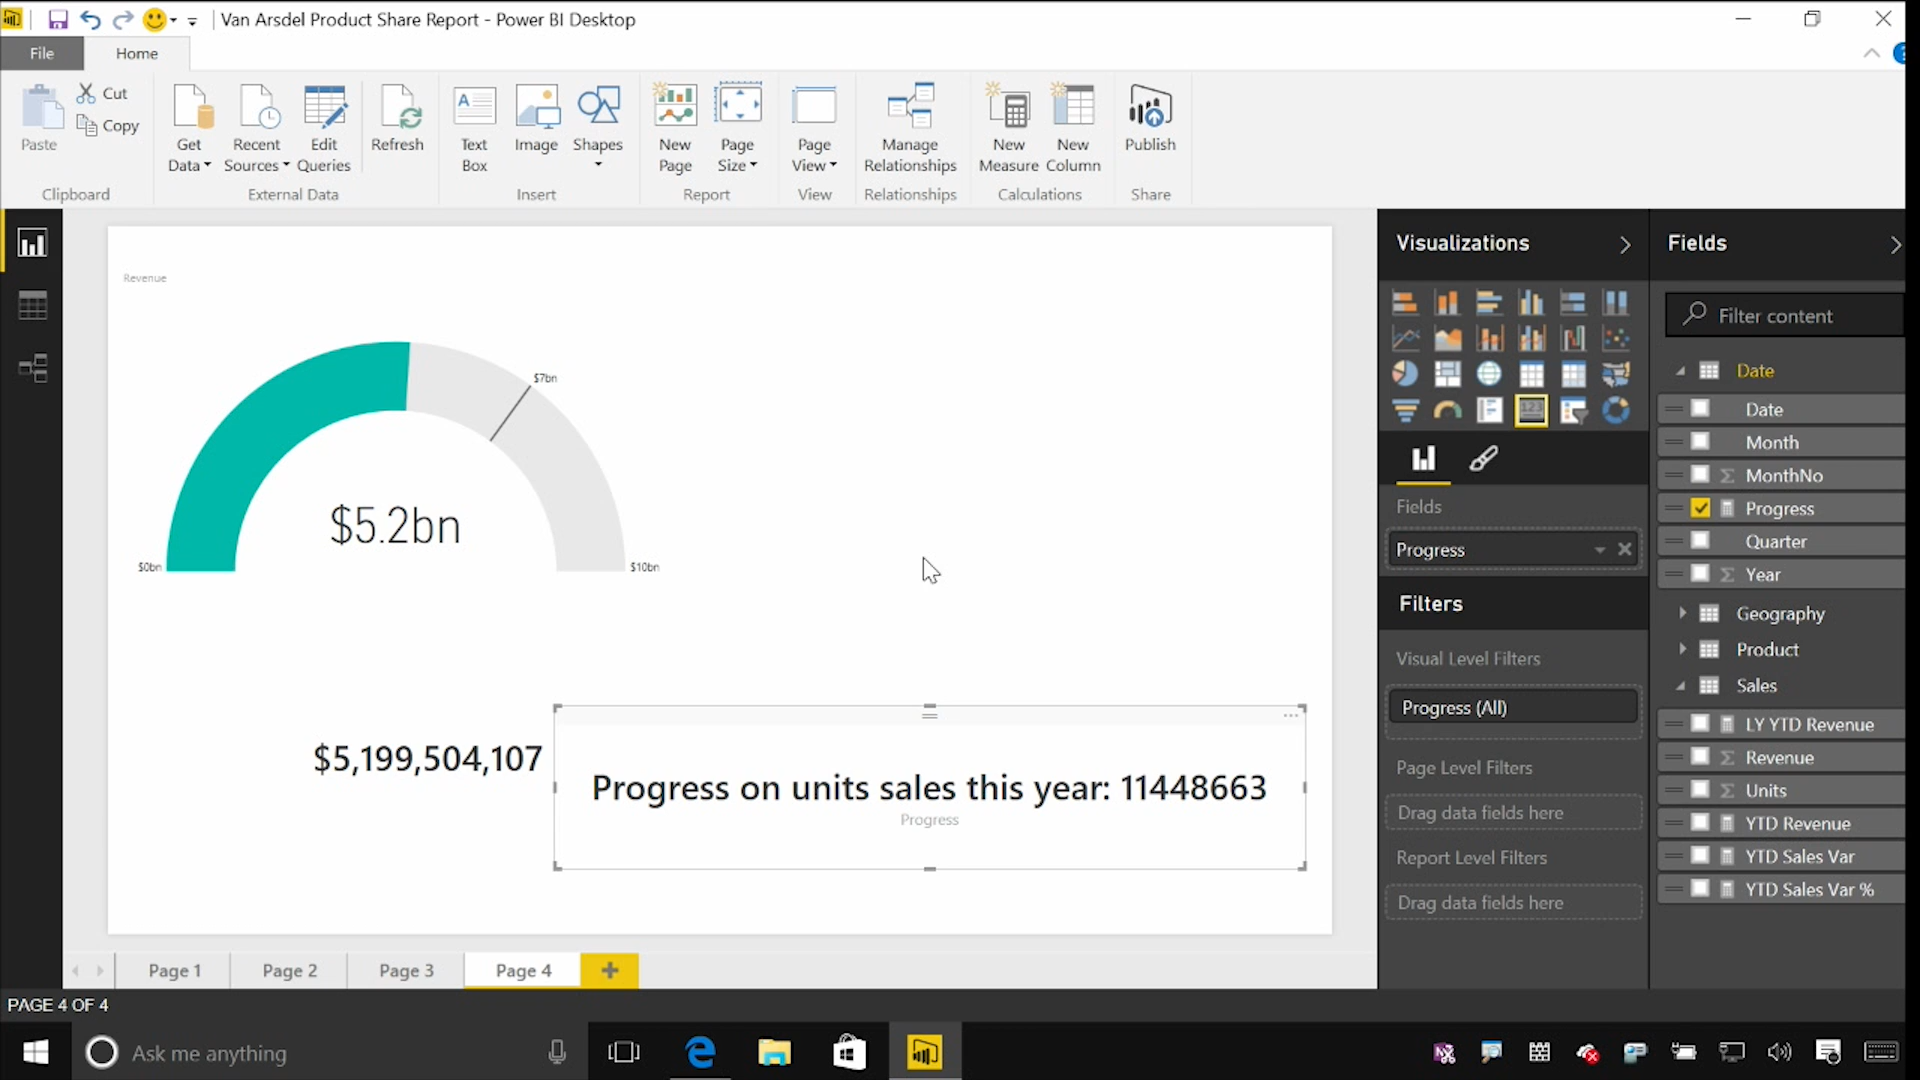 Van Arsdel Product Share Report - Power BI Desktop
File
Home
Paste
Cut
Copy
Clipboard
Get Data
Recent Sources
Edit Queries
Refresh
External Data
Text Box
Image
Shapes
Insert
New Page
Page Size
Report
Page View
View
Manage Relationships
Relationships
New Measure
New Column
Calculations
Publish
Share
Revenue
$7bn
$5.2bn
$0bn
$10bn
$5,199,504,107
Progress on units sales this year: 11448663
Progress
Visualizations
Fields
Progress
Filters
Visual Level Filters
Progress (All)
Page Level Filters
Drag data fields here
Report Level Filters
Drag data fields here
Fields
Filter content
Date
Date
Month
MonthNo
Progress
Quarter
Year
Geography
Product
Sales
LY YTD Revenue
Revenue
Units
YTD Revenue
YTD Sales Var
YTD Sales Var %
Page 1
Page 2
Page 3
Page 4
PAGE 4 OF 4
Ask me anything